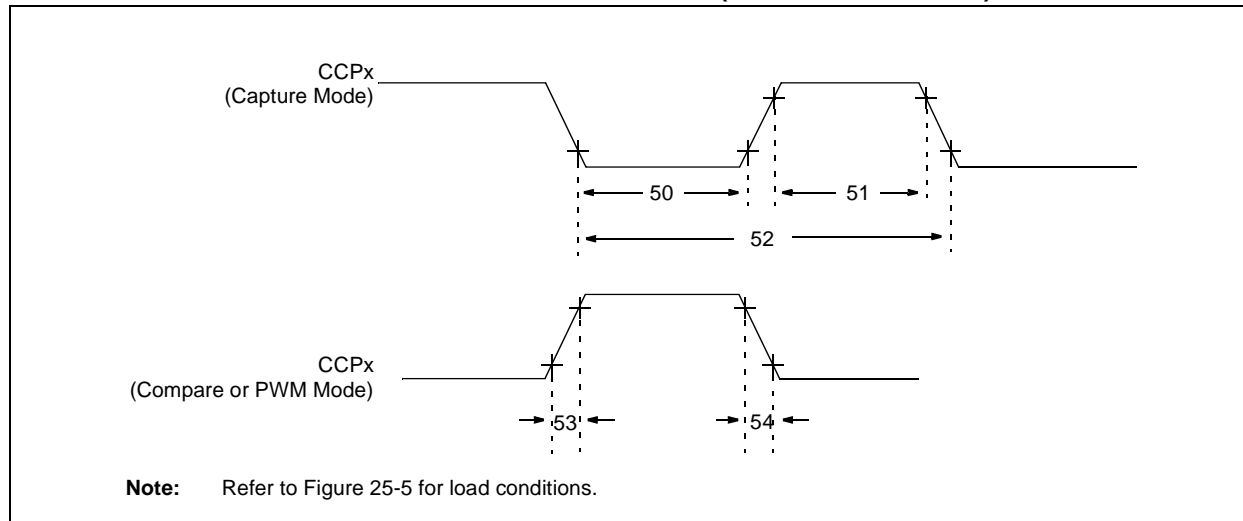 CCPx
(Capture Mode)
50
51
52
CCPx
(Compare or PWM Mode)
53
54
Note: Refer to Figure 25-5 for load conditions.